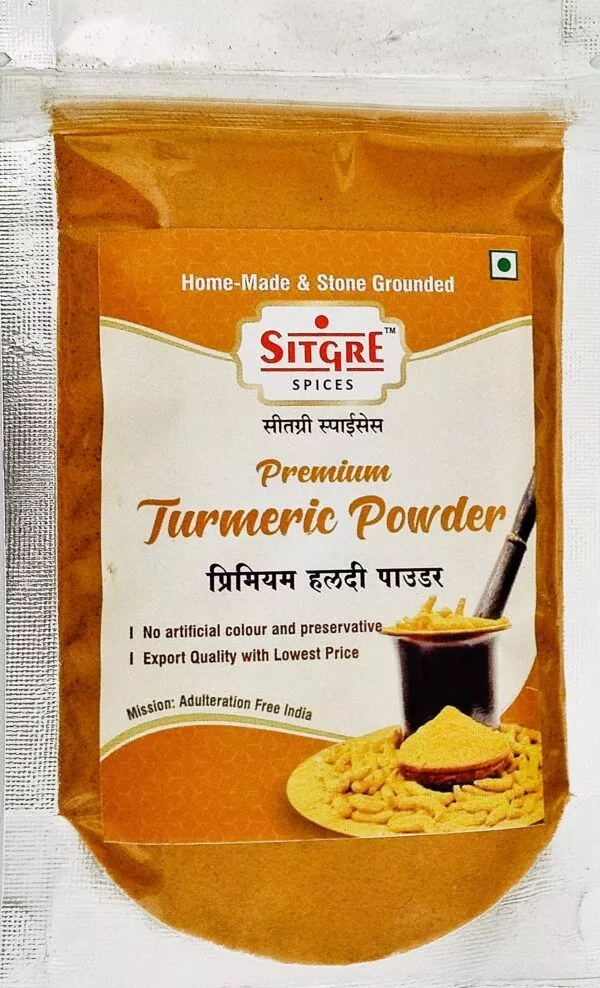 Home-Made & Stone Grounded
SITGRE™
SPICES
सीतग्री स्पाईसेस
Premium
Turmeric Powder
प्रिमियम हलदी पाउडर
| No artificial colour and preservative
| Export Quality with Lowest Price
Mission: Adulteration Free India